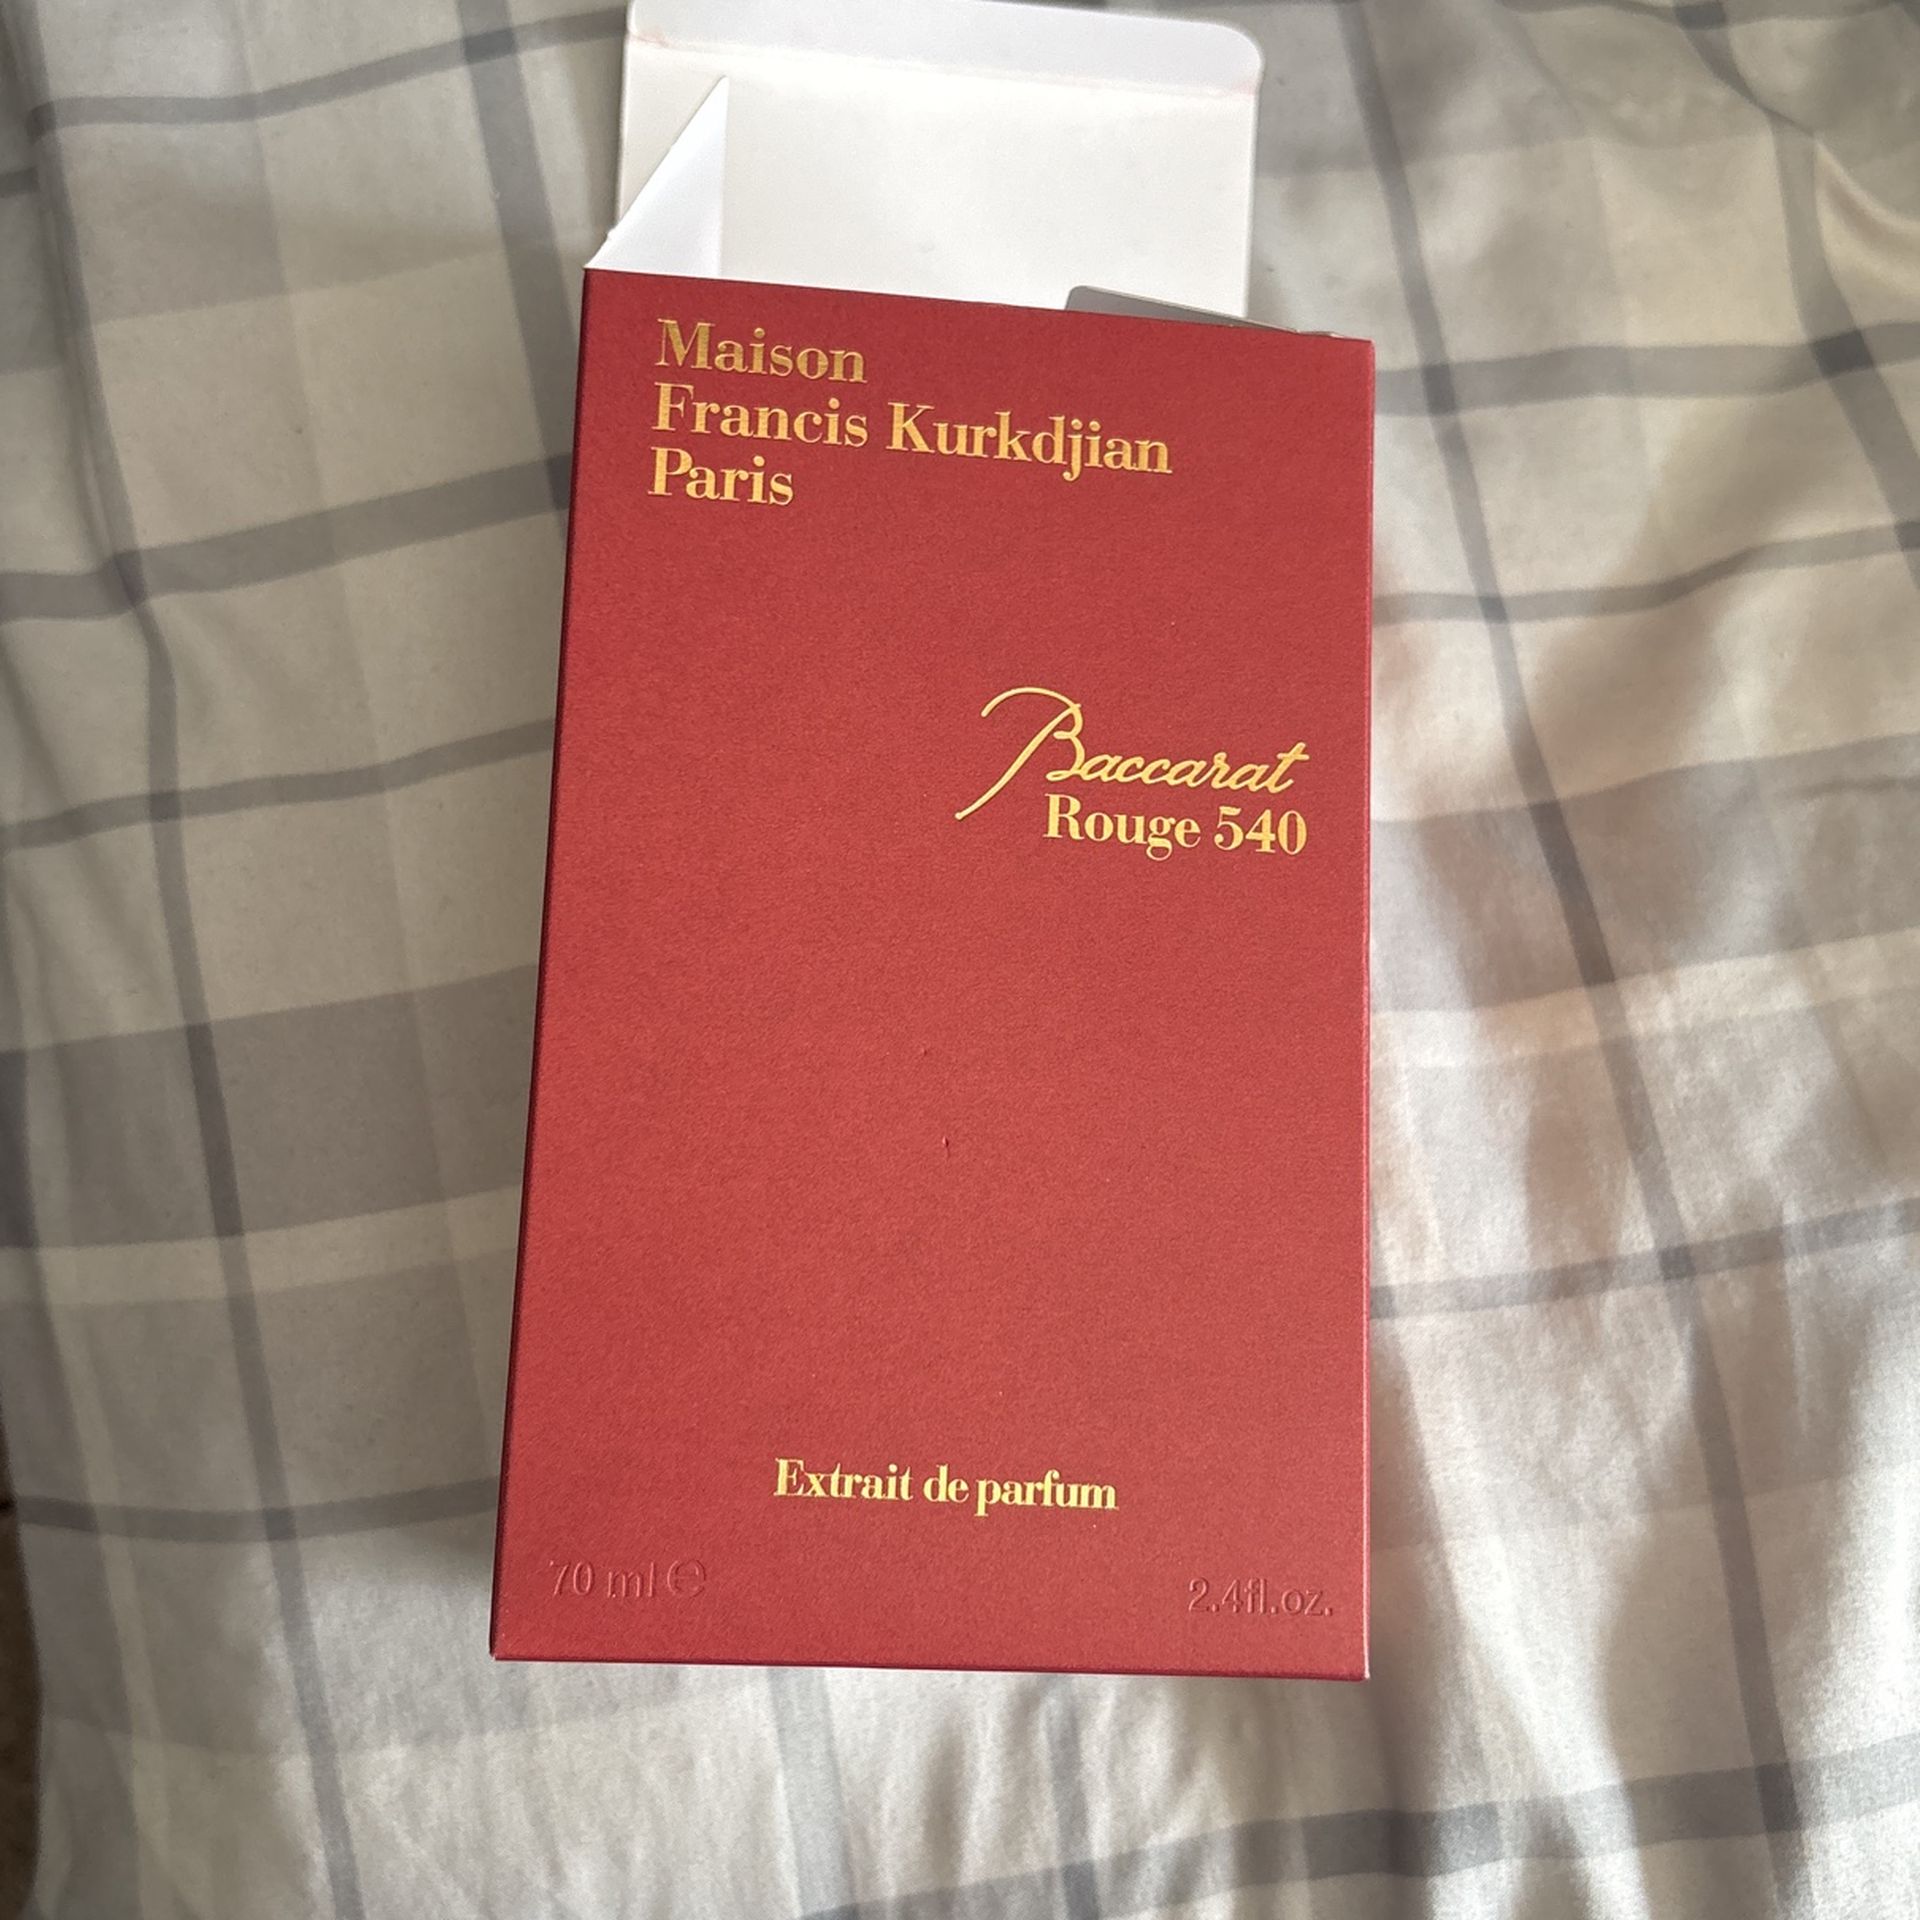 Maison
Francis Kurkdjian
Paris
Baccarat
Rouge 540
Extrait de parfum
70 ml ℮
2.4fl.oz.